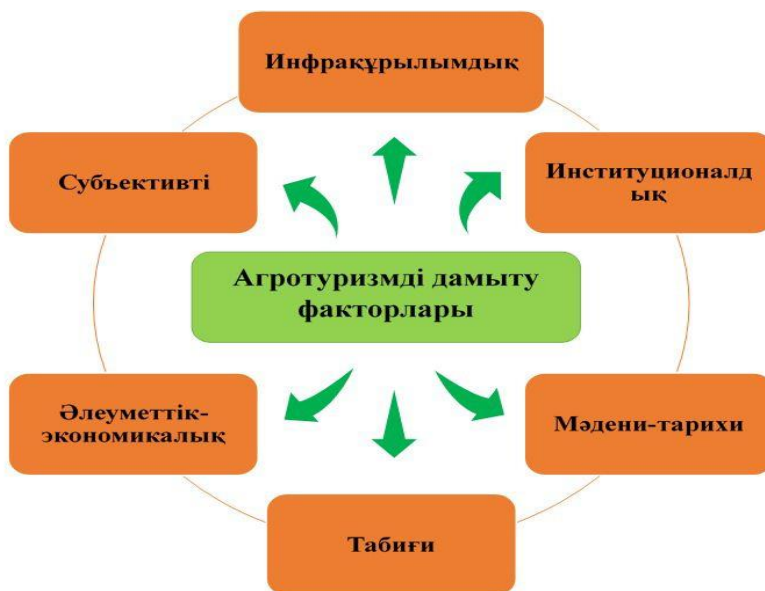 Инфрақұрылымдық
Субъективті
Институционалд
ық
Агротуризмді дамыту
факторлары
Әлеуметтік-
экономикалық
Мәдени-тарихи
Табиғи